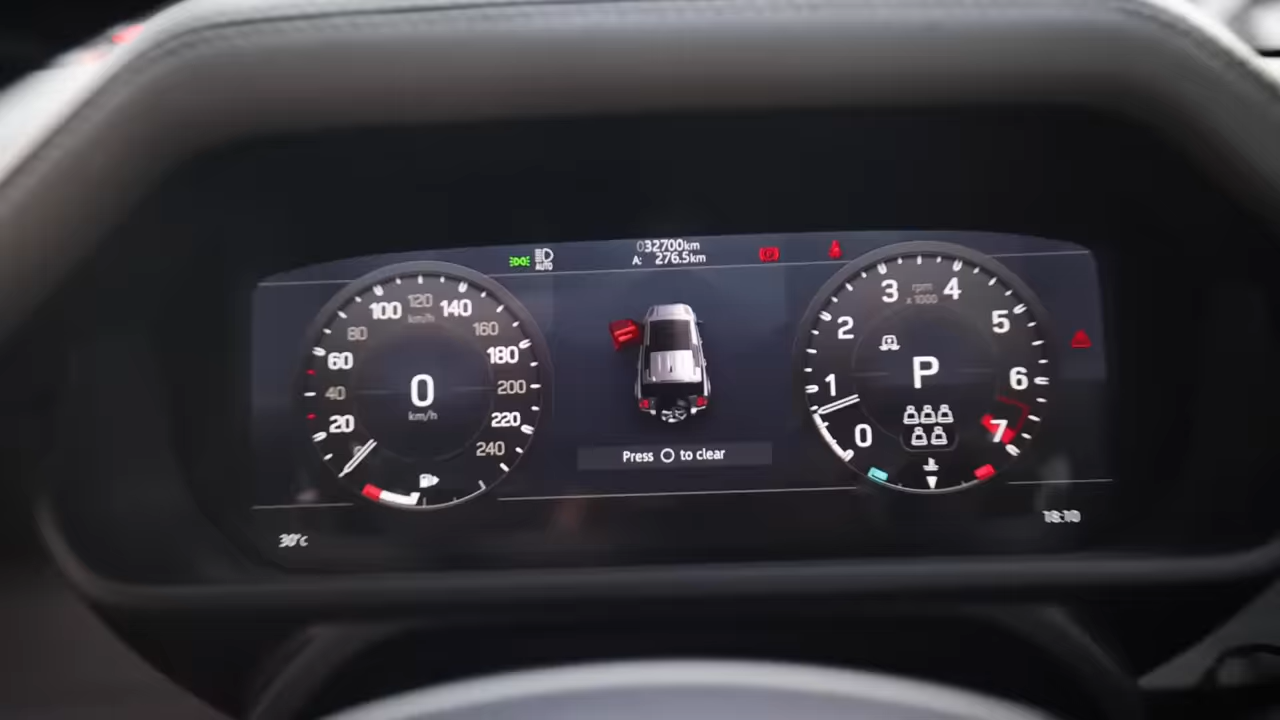 032700km
A: 276.5km
AUTO
0
20
40
60
80
100
120
140
160
180
200
220
240
km/h
0
km/h
Press to clear
0
1
2
3
4
5
6
7
rpm
x 1000
P
30°c
18:10